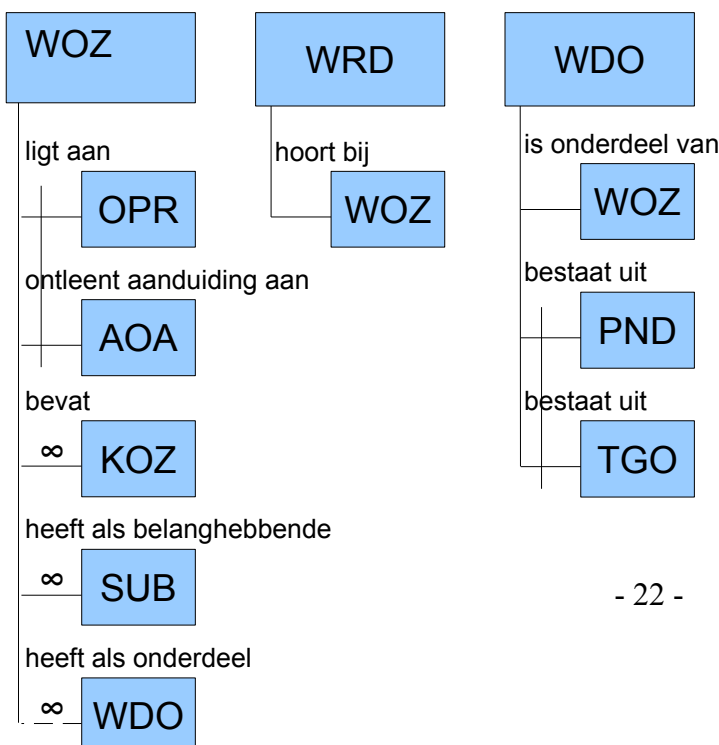 WOZ
ligt aan
OPR
ontleent aanduiding aan
AOA
bevat
∞
KOZ
heeft als belanghebbende
∞
SUB
heeft als onderdeel
∞
WDO
WRD
hoort bij
WOZ
WDO
is onderdeel van
WOZ
bestaat uit
PND
bestaat uit
TGO
- 22 -